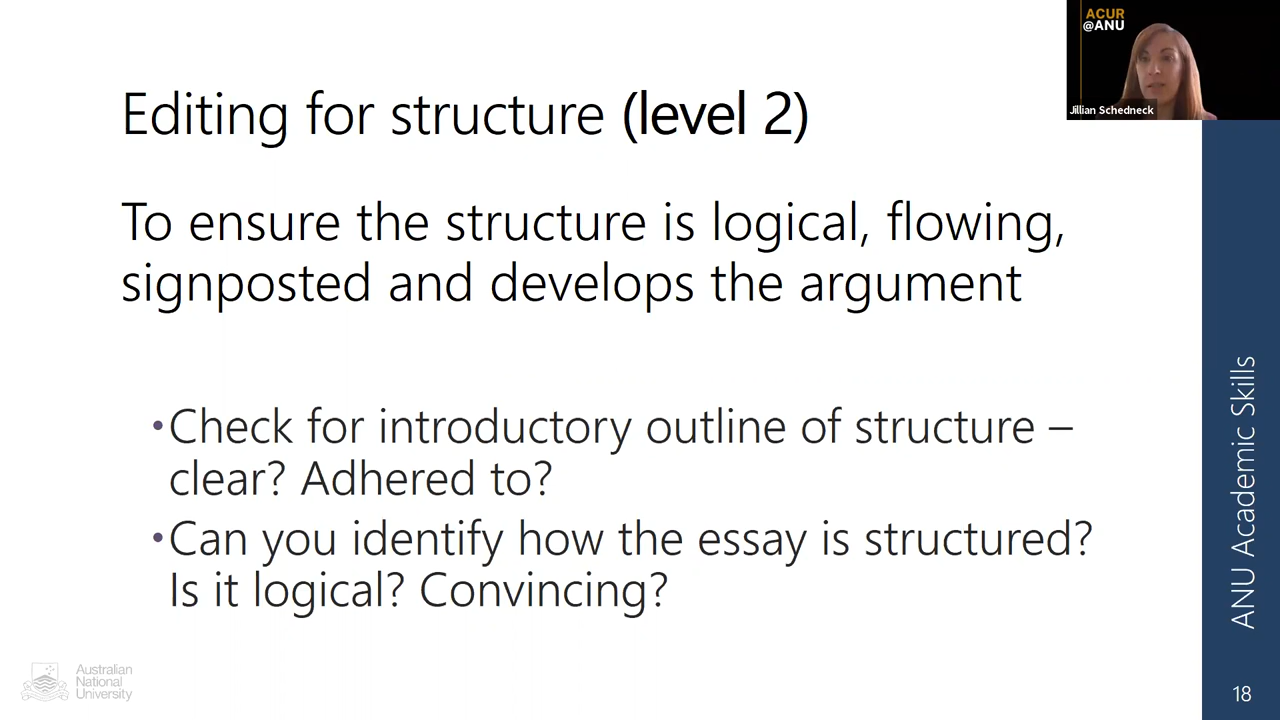 ACUR
@ANU
Jillian Schedneck
Editing for structure (level 2)
To ensure the structure is logical, flowing,
signposted and develops the argument
•Check for introductory outline of structure –
clear? Adhered to?
•Can you identify how the essay is structured?
Is it logical? Convincing?
ANU Academic Skills
Australian
National
University
18